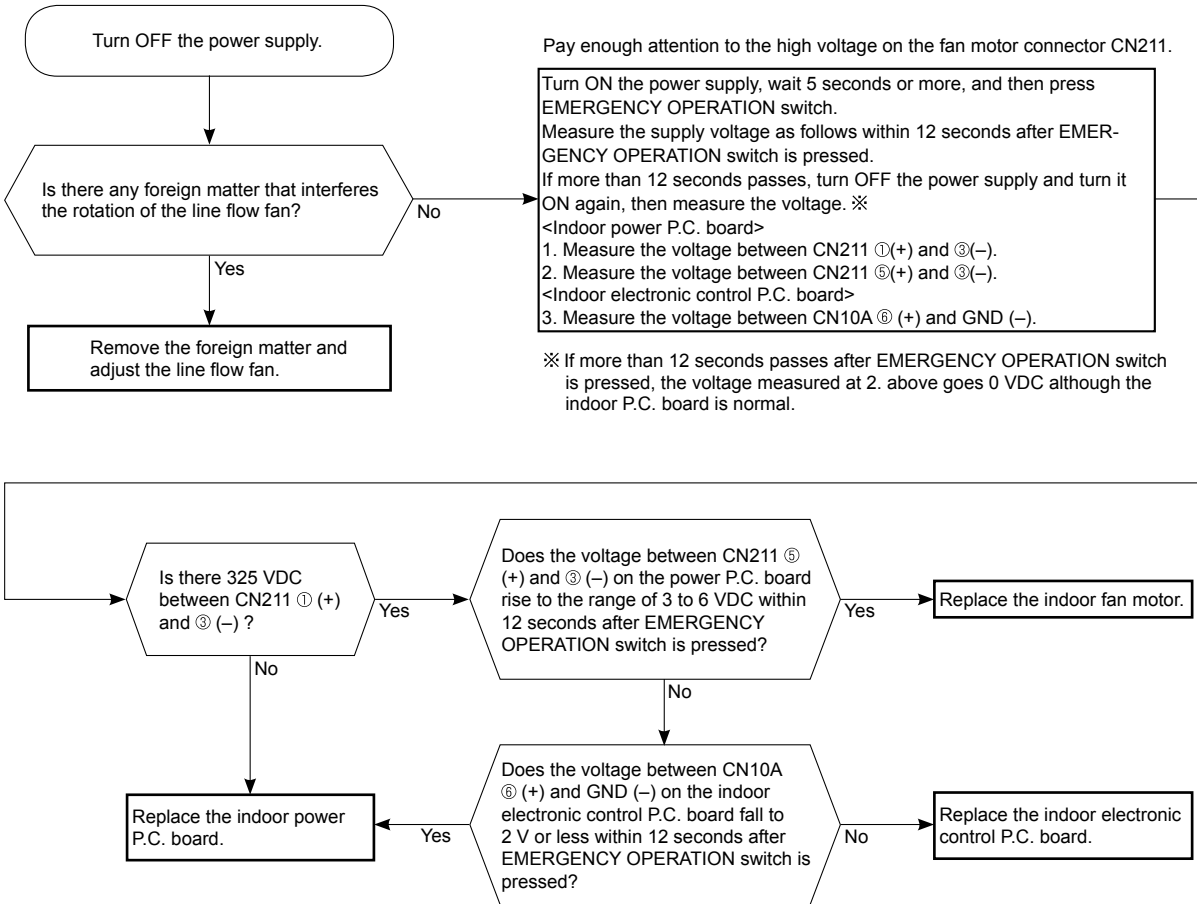 Turn OFF the power supply.
Is there any foreign matter that interferes
the rotation of the line flow fan?
No
Yes
Remove the foreign matter and
adjust the line flow fan.
Pay enough attention to the high voltage on the fan motor connector CN211.
Turn ON the power supply, wait 5 seconds or more, and then press
EMERGENCY OPERATION switch.
Measure the supply voltage as follows within 12 seconds after EMER-
GENCY OPERATION switch is pressed.
If more than 12 seconds passes, turn OFF the power supply and turn it
ON again, then measure the voltage. ※
<Indoor power P.C. board>
1. Measure the voltage between CN211 ①(+) and ③(–).
2. Measure the voltage between CN211 ⑤(+) and ③(–).
<Indoor electronic control P.C. board>
3. Measure the voltage between CN10A ⑥ (+) and GND (–).
※ If more than 12 seconds passes after EMERGENCY OPERATION switch
is pressed, the voltage measured at 2. above goes 0 VDC although the
indoor P.C. board is normal.
Is there 325 VDC
between CN211 ① (+)
and ③ (–) ?
Yes
No
Does the voltage between CN211 ⑤
(+) and ③ (–) on the power P.C. board
rise to the range of 3 to 6 VDC within
12 seconds after EMERGENCY
OPERATION switch is pressed?
Yes
No
Replace the indoor fan motor.
Replace the indoor power
P.C. board.
Yes
Does the voltage between CN10A
⑥ (+) and GND (–) on the indoor
electronic control P.C. board fall to
2 V or less within 12 seconds after
EMERGENCY OPERATION switch is
pressed?
No
Replace the indoor electronic
control P.C. board.